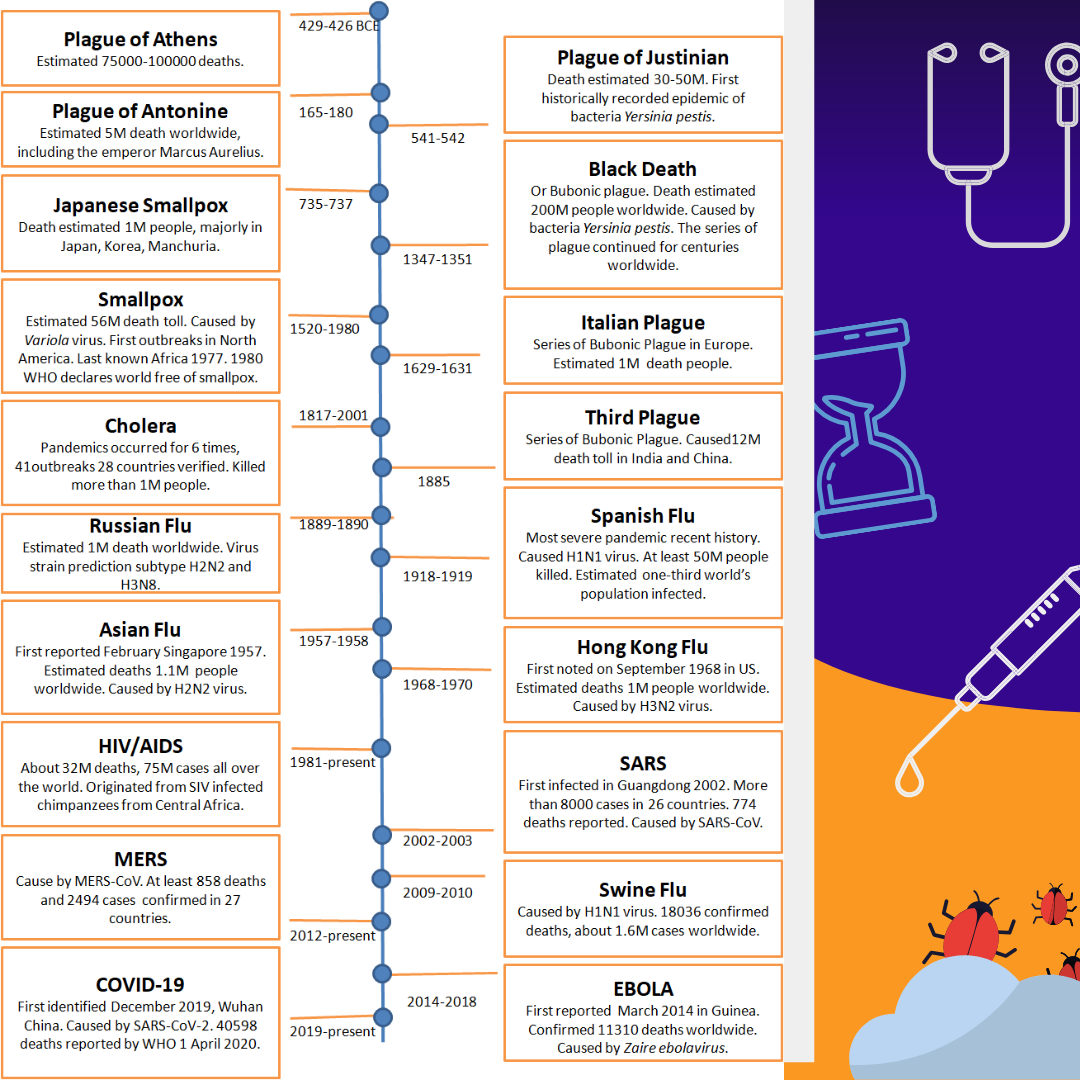 429-426 BCE
Plague of Athens
Estimated 75000-100000 deaths.
165-180
Plague of Antonine
Estimated 5M death worldwide,
including the emperor Marcus Aurelius.
541-542
Plague of Justinian
Death estimated 30-50M. First
historically recorded epidemic of
bacteria Yersinia pestis.
735-737
Japanese Smallpox
Death estimated 1M people, majorly in
Japan, Korea, Manchuria.
1347-1351
Black Death
Or Bubonic plague. Death estimated
200M people worldwide. Caused by
bacteria Yersinia pestis. The series of
plague continued for centuries
worldwide.
1520-1980
Smallpox
Estimated 56M death toll. Caused by
Variola virus. First outbreaks in North
America. Last known Africa 1977. 1980
WHO declares world free of smallpox.
1629-1631
Italian Plague
Series of Bubonic Plague in Europe.
Estimated 1M death people.
1817-2001
Cholera
Pandemics occurred for 6 times,
41outbreaks 28 countries verified. Killed
more than 1M people.
1885
Third Plague
Series of Bubonic Plague. Caused12M
death toll in India and China.
1889-1890
Russian Flu
Estimated 1M death worldwide. Virus
strain prediction subtype H2N2 and
H3N8.
1918-1919
Spanish Flu
Most severe pandemic recent history.
Caused H1N1 virus. At least 50M people
killed. Estimated one-third world's
population infected.
1957-1958
Asian Flu
First reported February Singapore 1957.
Estimated deaths 1.1M people
worldwide. Caused by H2N2 virus.
1968-1970
Hong Kong Flu
First noted on September 1968 in US.
Estimated deaths 1M people worldwide.
Caused by H3N2 virus.
1981-present
HIV/AIDS
About 32M deaths, 75M cases all over
the world. Originated from SIV infected
chimpanzees from Central Africa.
2002-2003
SARS
First infected in Guangdong 2002. More
than 8000 cases in 26 countries. 774
deaths reported. Caused by SARS-CoV.
2009-2010
Swine Flu
Caused by H1N1 virus. 18036 confirmed
deaths, about 1.6M cases worldwide.
2012-present
MERS
Cause by MERS-CoV. At least 858 deaths
and 2494 cases confirmed in 27
countries.
2014-2018
EBOLA
First reported March 2014 in Guinea.
Confirmed 11310 deaths worldwide.
Caused by Zaire ebolavirus.
2019-present
COVID-19
First identified December 2019, Wuhan
China. Caused by SARS-CoV-2. 40598
deaths reported by WHO 1 April 2020.